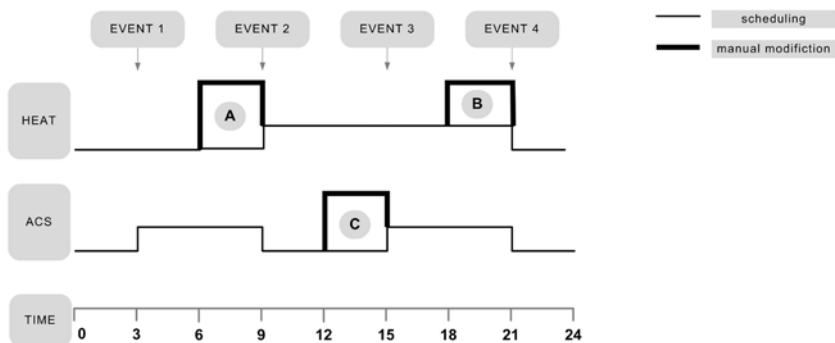 EVENT 1 EVENT 2 EVENT 3 EVENT 4
scheduling
manual modifiction
HEAT
A
B
ACS
C
TIME
0 3 6 9 12 15 18 21 24